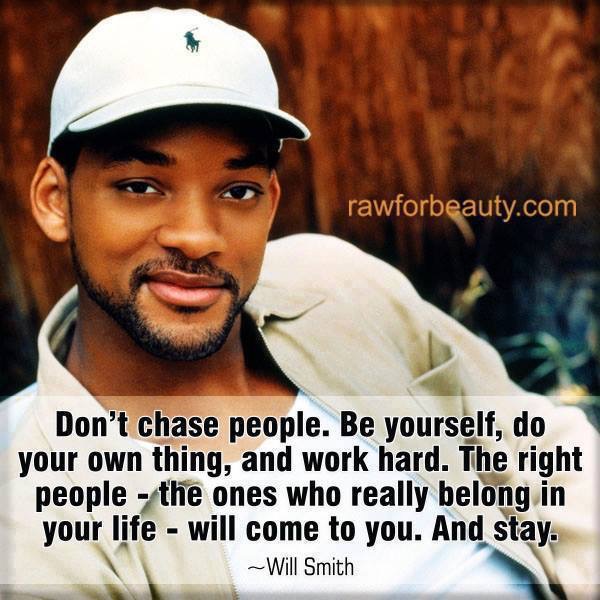 rawforbeauty.com
Don't chase people. Be yourself, do
your own thing, and work hard. The right
people - the ones who really belong in
your life - will come to you. And stay.
~Will Smith